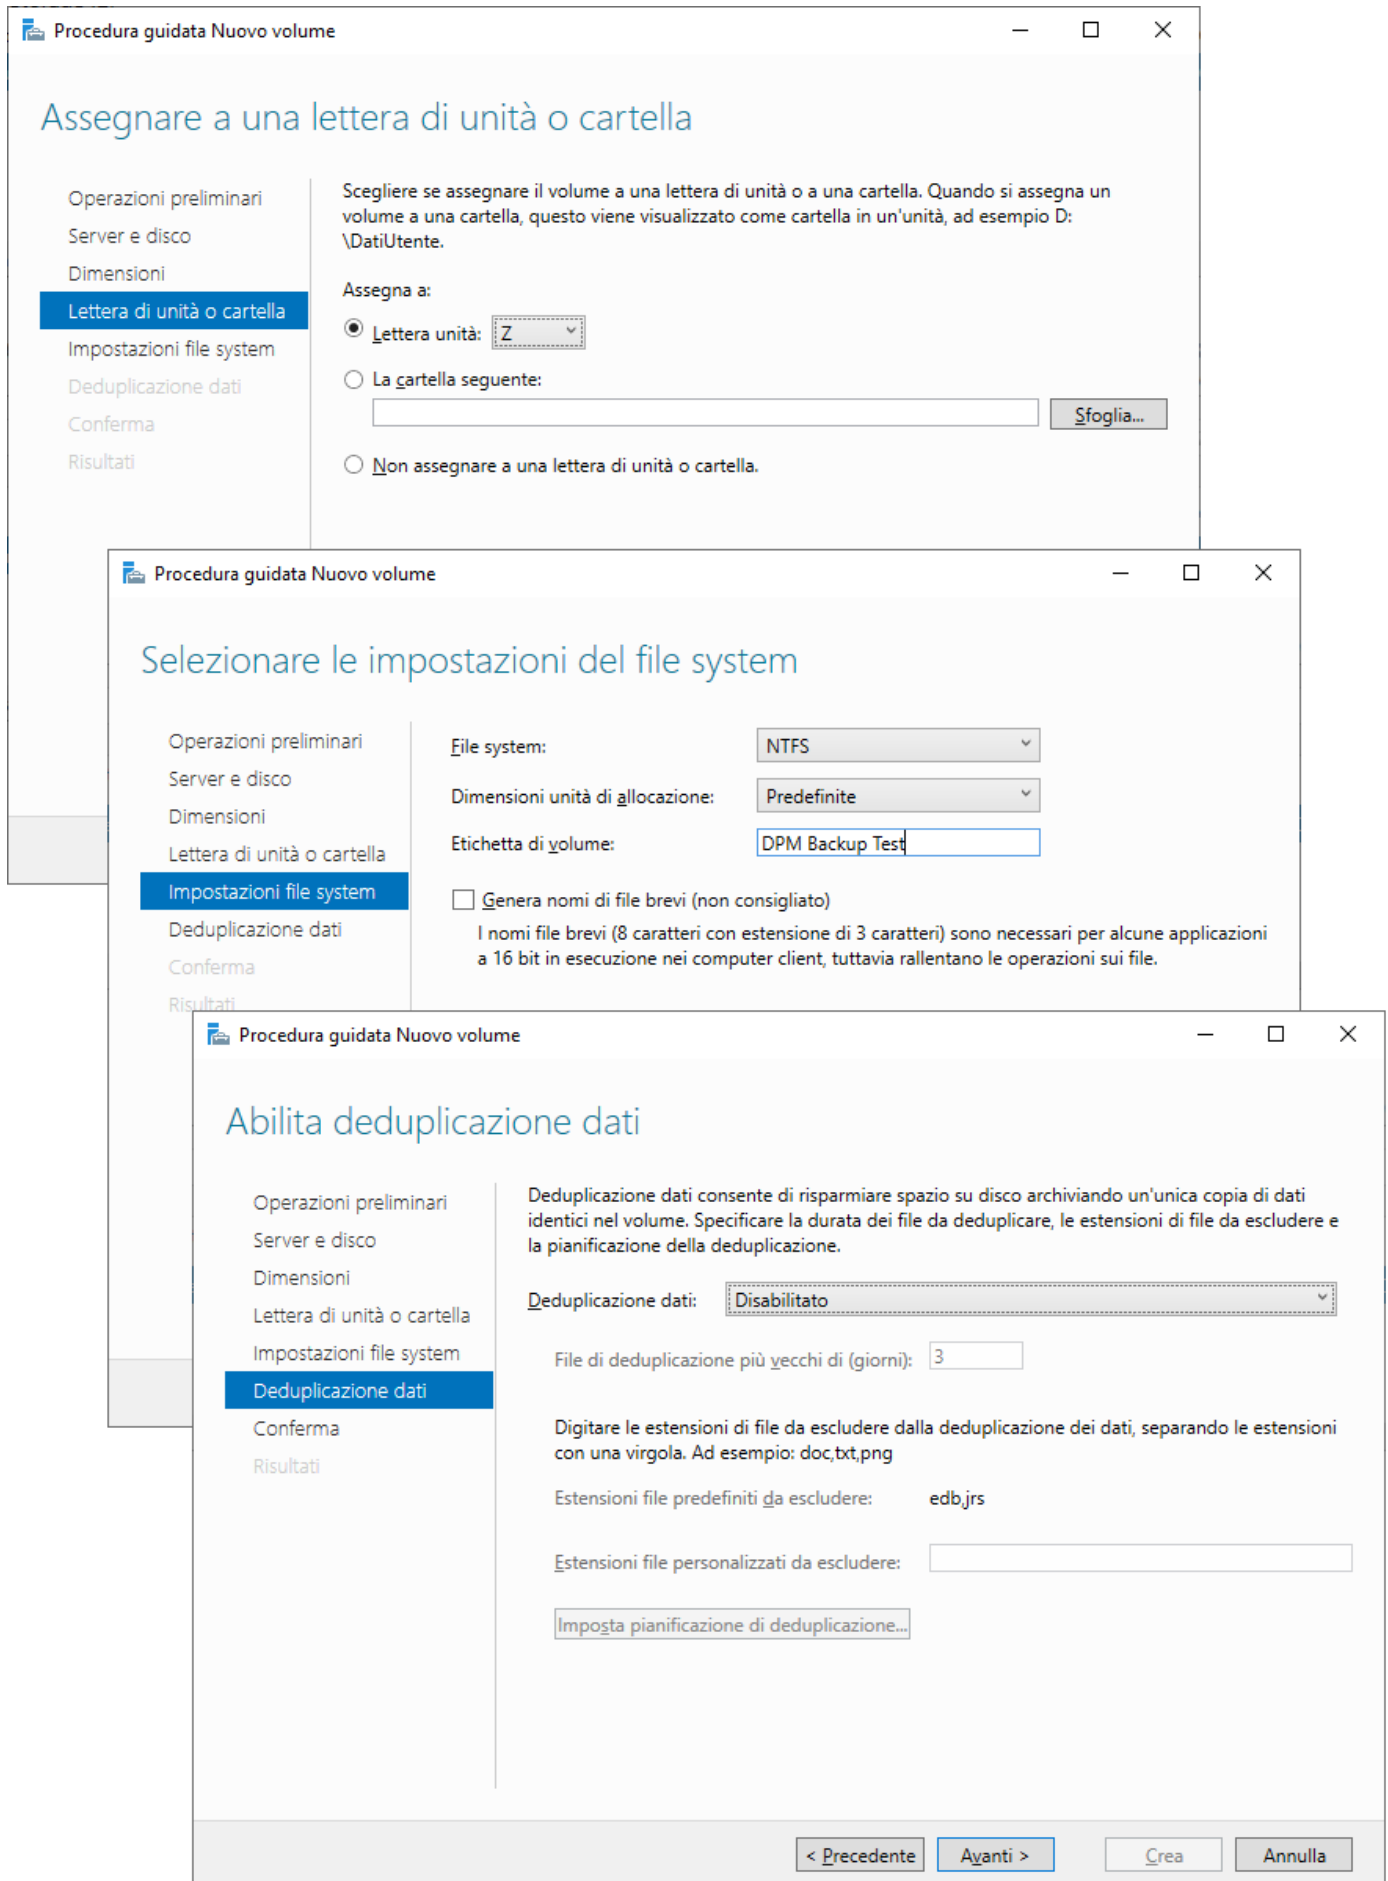 Procedura guidata Nuovo volume
Assegnare a una lettera di unità o cartella
Operazioni preliminari
Server e disco
Dimensioni
Lettera di unità o cartella
Impostazioni file system
Deduplicazione dati
Conferma
Risultati
Scegliere se assegnare il volume a una lettera di unità o a una cartella. Quando si assegna un
volume a una cartella, questo viene visualizzato come cartella in un'unità, ad esempio D:
\DatiUtente.
Assegna a:
Lettera unità: Z
La cartella seguente:
Sfoglia...
Non assegnare a una lettera di unità o cartella.
Procedura guidata Nuovo volume
Selezionare le impostazioni del file system
Operazioni preliminari
Server e disco
Dimensioni
Lettera di unità o cartella
Impostazioni file system
Deduplicazione dati
Conferma
Risultati
File system: NTFS
Dimensioni unità di allocazione: Predefinite
Etichetta di volume: DPM Backup Test
Genera nomi di file brevi (non consigliato)
I nomi file brevi (8 caratteri con estensione di 3 caratteri) sono necessari per alcune applicazioni
a 16 bit in esecuzione nei computer client, tuttavia rallentano le operazioni sui file.
Procedura guidata Nuovo volume
Abilita deduplicazione dati
Operazioni preliminari
Server e disco
Dimensioni
Lettera di unità o cartella
Impostazioni file system
Deduplicazione dati
Conferma
Risultati
Deduplicazione dati consente di risparmiare spazio su disco archiviando un'unica copia di dati
identici nel volume. Specificare la durata dei file da deduplicare, le estensioni di file da escludere e
la pianificazione della deduplicazione.
Deduplicazione dati: Disabilitato
File di deduplicazione più vecchi di (giorni): 3
Digitare le estensioni di file da escludere dalla deduplicazione dei dati, separando le estensioni
con una virgola. Ad esempio: doc,txt,png
Estensioni file predefiniti da escludere: edb,jrs
Estensioni file personalizzati da escludere:
Imposta pianificazione di deduplicazione...
< Precedente Avanti > Crea Annulla